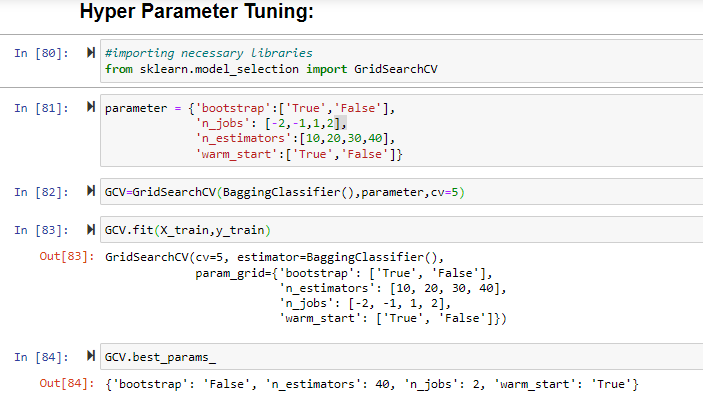 Hyper Parameter Tuning:
In [80]: #importing necessary libraries
from sklearn.model_selection import GridSearchCV
In [81]: parameter = {'bootstrap':['True','False'],
'n_jobs': [-2,-1,1,2],
'n_estimators':[10,20,30,40],
'warm_start':['True','False']}
In [82]: GCV=GridSearchCV(BaggingClassifier(),parameter,cv=5)
In [83]: GCV.fit(X_train,y_train)
Out[83]: GridSearchCV(cv=5, estimator=BaggingClassifier(),
param_grid={'bootstrap': ['True', 'False'],
'n_estimators': [10, 20, 30, 40],
'n_jobs': [-2, -1, 1, 2],
'warm_start': ['True', 'False']})
In [84]: GCV.best_params_
Out[84]: {'bootstrap': 'False', 'n_estimators': 40, 'n_jobs': 2, 'warm_start': 'True'}